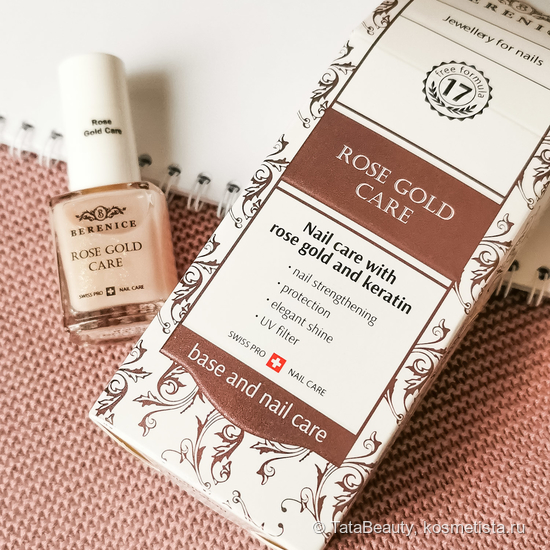 Rose
Gold Care
BERENICE
ROSE GOLD
CARE
SWISS PRO NAIL CARE
BERENICE
Jewellery for nails
free formula
17
ROSE GOLD
CARE
Nail care with
rose gold and keratin
· nail strengthening
· protection
· elegant shine
· UV filter
SWISS PRO NAIL CARE
base and nail care
© TataBeauty, kosmetista.ru